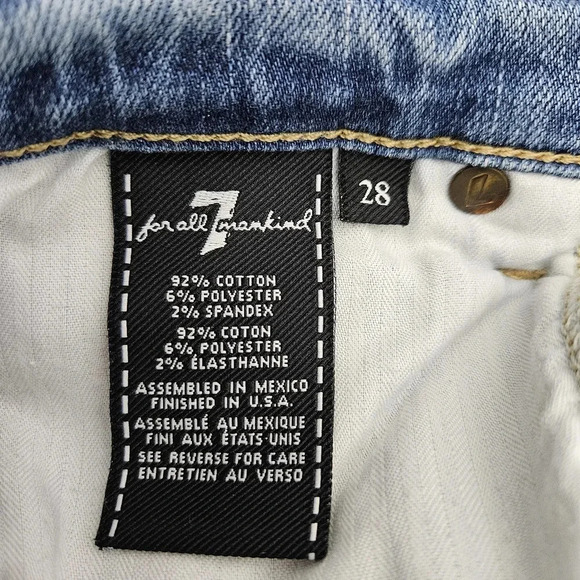 for all 7 mankind
28
92% COTTON
6% POLYESTER
2% SPANDEX
92% COTON
6% POLYESTER
2% ÉLASTHANNE
ASSEMBLED IN MEXICO
FINISHED IN U.S.A.
ASSEMBLÉ AU MEXIQUE
FINI AUX ÉTATS-UNIS
SEE REVERSE FOR CARE
ENTRETIEN AU VERSO